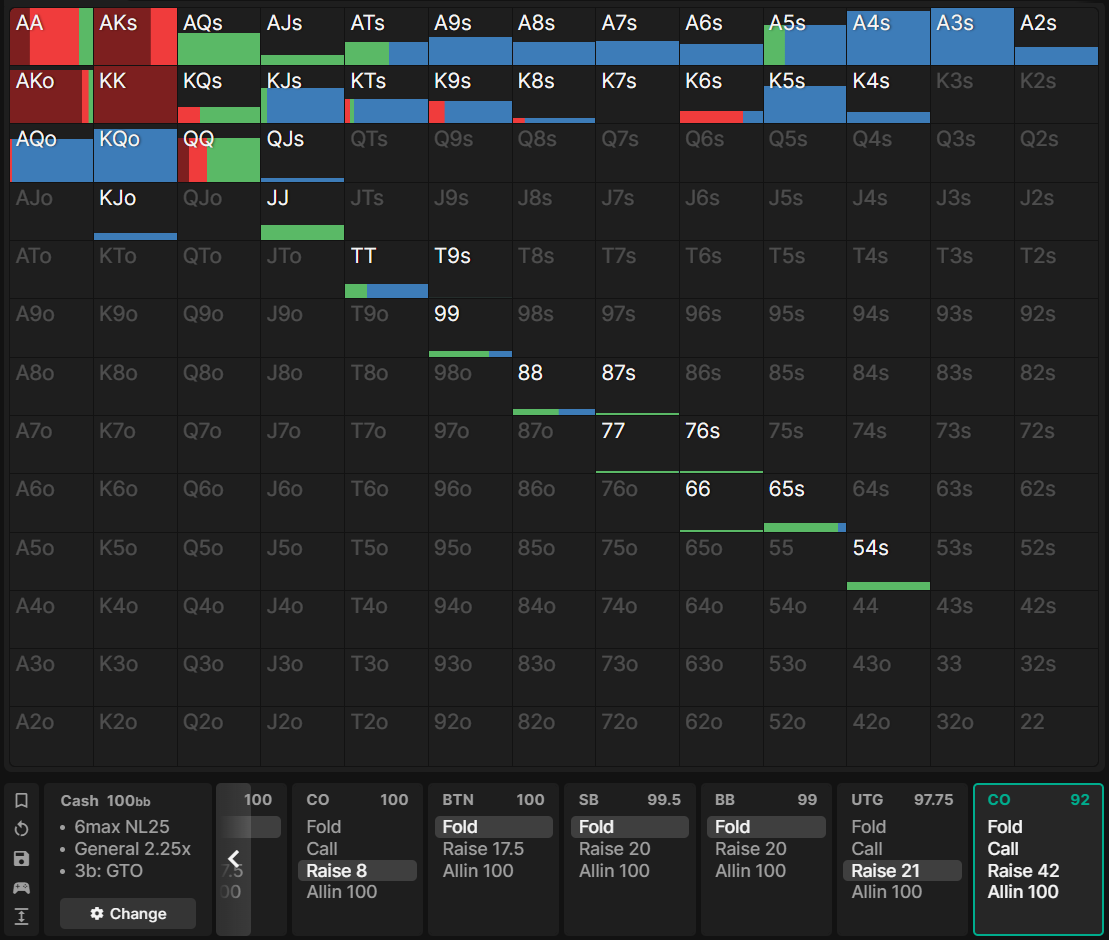 AA AKs AQs AJs ATs A9s A8s A7s A6s A5s A4s A3s A2s
AKo KK KQs KJs KTs K9s K8s K7s K6s K5s K4s K3s K2s
AQo KQo QQ QJs QTs Q9s Q8s Q7s Q6s Q5s Q4s Q3s Q2s
AJo KJo QJo JJ JTs J9s J8s J7s J6s J5s J4s J3s J2s
ATo KTo QTo JTo TT T9s T8s T7s T6s T5s T4s T3s T2s
A9o K9o Q9o J9o T9o 99 98s 97s 96s 95s 94s 93s 92s
A8o K8o Q8o J8o T8o 98o 88 87s 86s 85s 84s 83s 82s
A7o K7o Q7o J7o T7o 97o 87o 77 76s 75s 74s 73s 72s
A6o K6o Q6o J6o T6o 96o 86o 76o 66 65s 64s 63s 62s
A5o K5o Q5o J5o T5o 95o 85o 75o 65o 55 54s 53s 52s
A4o K4o Q4o J4o T4o 94o 84o 74o 64o 54o 44 43s 42s
A3o K3o Q3o J3o T3o 93o 83o 73o 63o 53o 43o 33 32s
A2o K2o Q2o J2o T2o 92o 82o 72o 62o 52o 42o 32o 22
Cash 100bb
• 6max NL25
• General 2.25x
• 3b: GTO
Change
100
7.5
00
CO 100
Fold
Call
Raise 8
Allin 100
BTN 100
Fold
Raise 17.5
Allin 100
SB 99.5
Fold
Raise 20
Allin 100
BB 99
Fold
Raise 20
Allin 100
UTG 97.75
Fold
Call
Raise 21
Allin 100
CO 92
Fold
Call
Raise 42
Allin 100